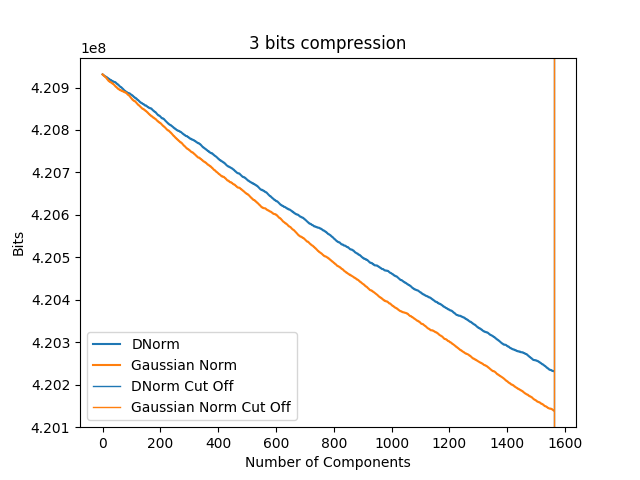 3 bits compression
1e8
4.209
4.208
4.207
4.206
4.205
4.204
4.203
4.202
4.201
Bits
DNorm
Gaussian Norm
DNorm Cut Off
Gaussian Norm Cut Off
0 200 400 600 800 1000 1200 1400 1600
Number of Components